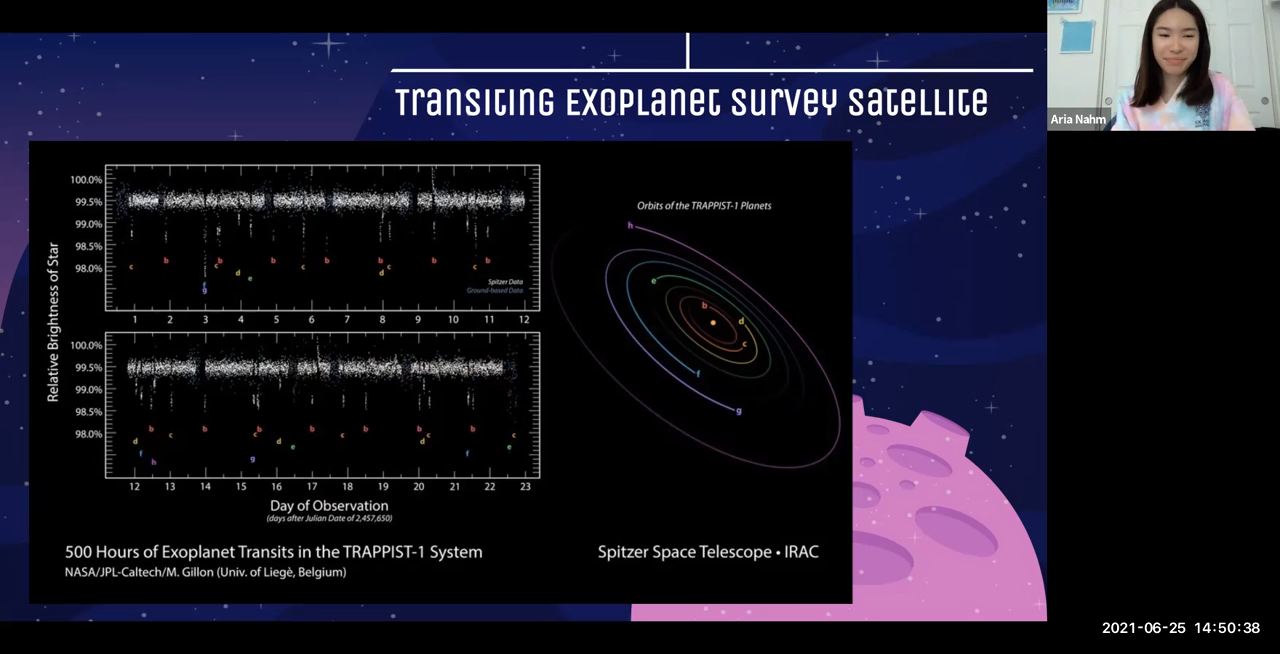 Transiting Exoplanet Survey Satellite
Aria Nahm
100.0%
99.5%
99.0%
98.5%
98.0%
c b f g c b d e b c b b d c b c b
Spitzer Data
Ground-based Data
1 2 3 4 5 6 7 8 9 10 11 12
Relative Brightness of Star
100.0%
99.5%
99.0%
98.5%
98.0%
d f b h c b g c b d e b c b b d c f b e c
12 13 14 15 16 17 18 19 20 21 22 23
Day of Observation
(days after Julian Date of 2,457,650)
Orbits of the TRAPPIST-1 Planets
h
e
b
d
c
f
g
500 Hours of Exoplanet Transits in the TRAPPIST-1 System
NASA/JPL-Caltech/M. Gillon (Univ. of Liegè, Belgium)
Spitzer Space Telescope • IRAC
2021-06-25 14:50:38